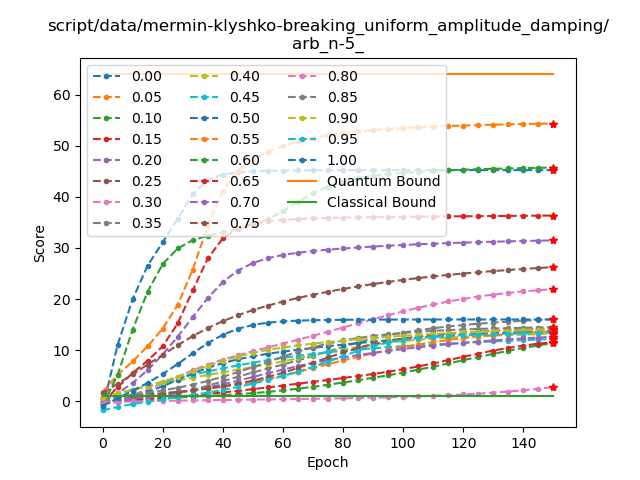 script/data/mermin-klyshko-breaking_uniform_amplitude_damping/
arb_n-5_
0.00 0.40 0.80
0.05 0.45 0.85
0.10 0.50 0.90
0.15 0.55 0.95
0.20 0.60 1.00
0.25 0.65 Quantum Bound
0.30 0.70 Classical Bound
0.35 0.75
60
50
40
30
20
10
0
Score
0 20 40 60 80 100 120 140
Epoch